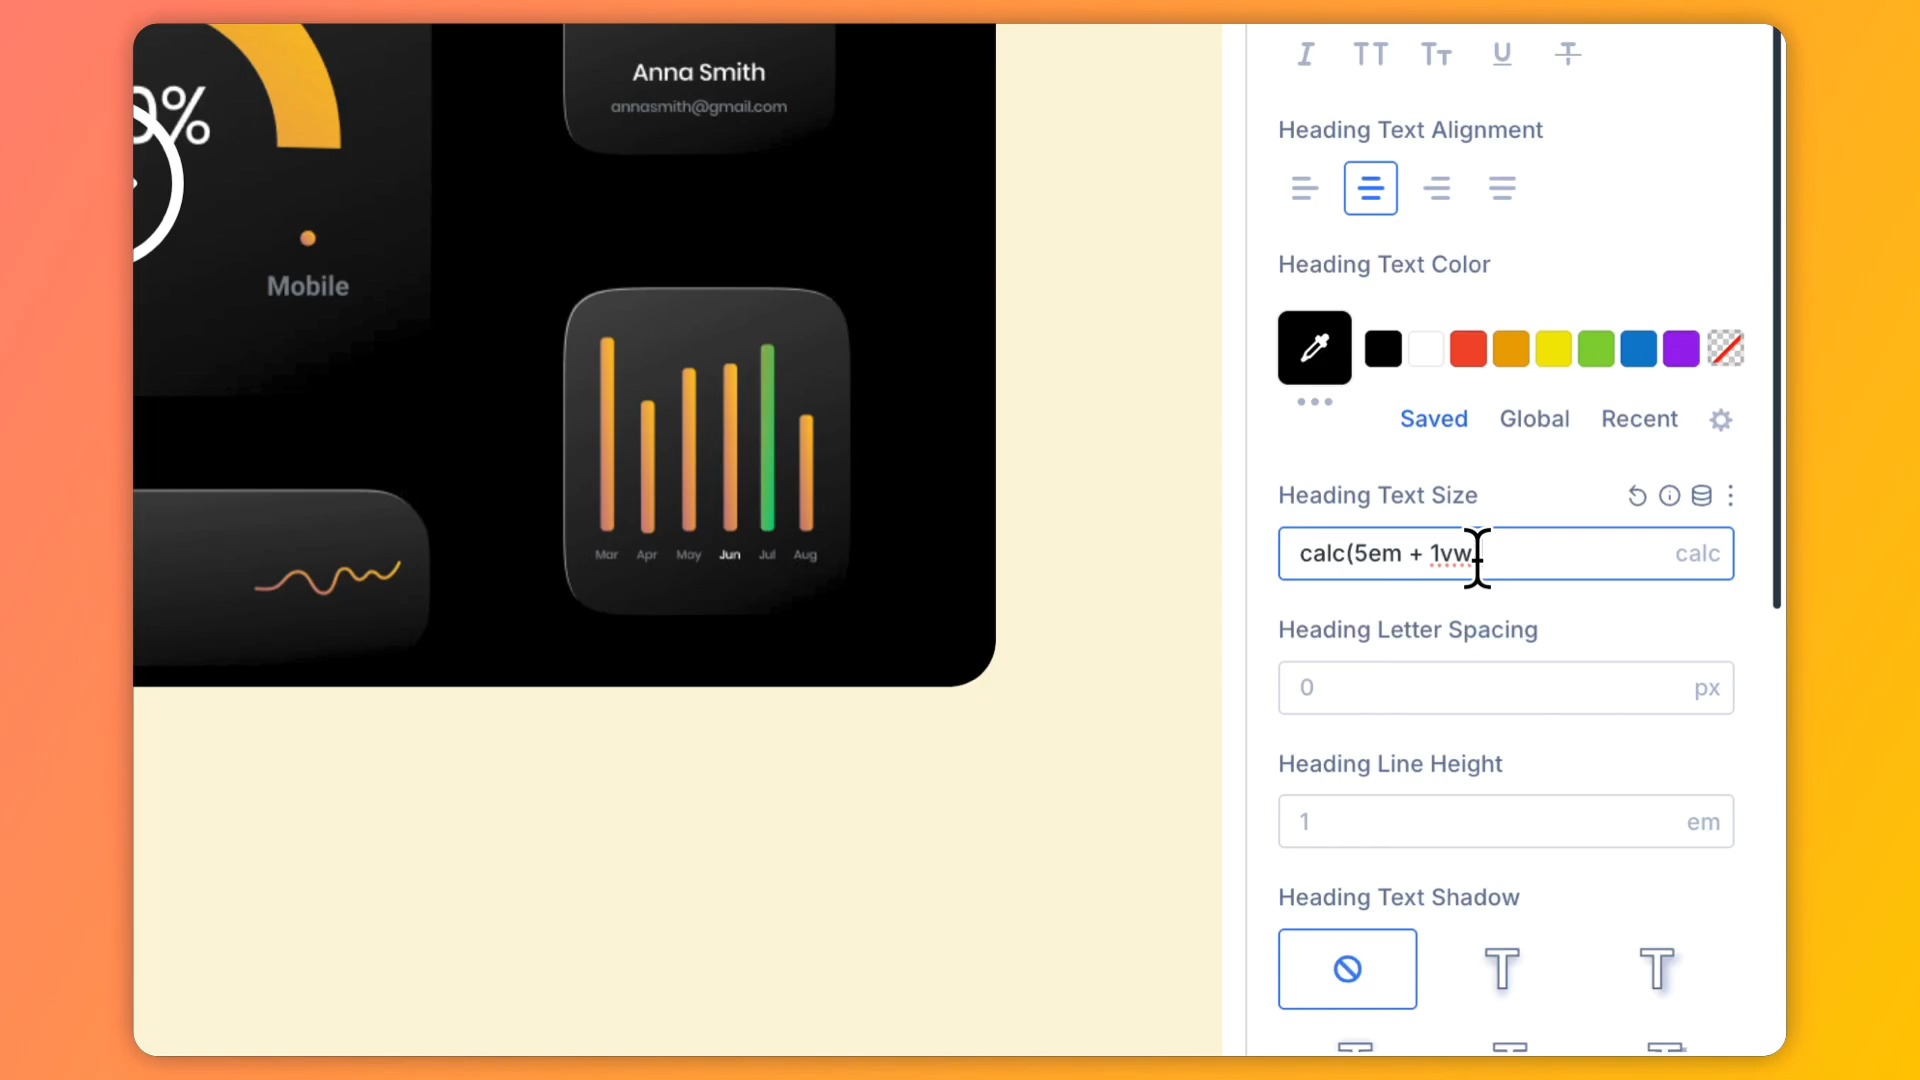 0%
Mobile
Anna Smith
annasmith@gmail.com
Mar Apr May Jun Jul Aug
I TT Tт U T
Heading Text Alignment
Heading Text Color
Saved Global Recent
Heading Text Size
calc(5em + 1vw
calc
Heading Letter Spacing
0 px
Heading Line Height
1 em
Heading Text Shadow
T T